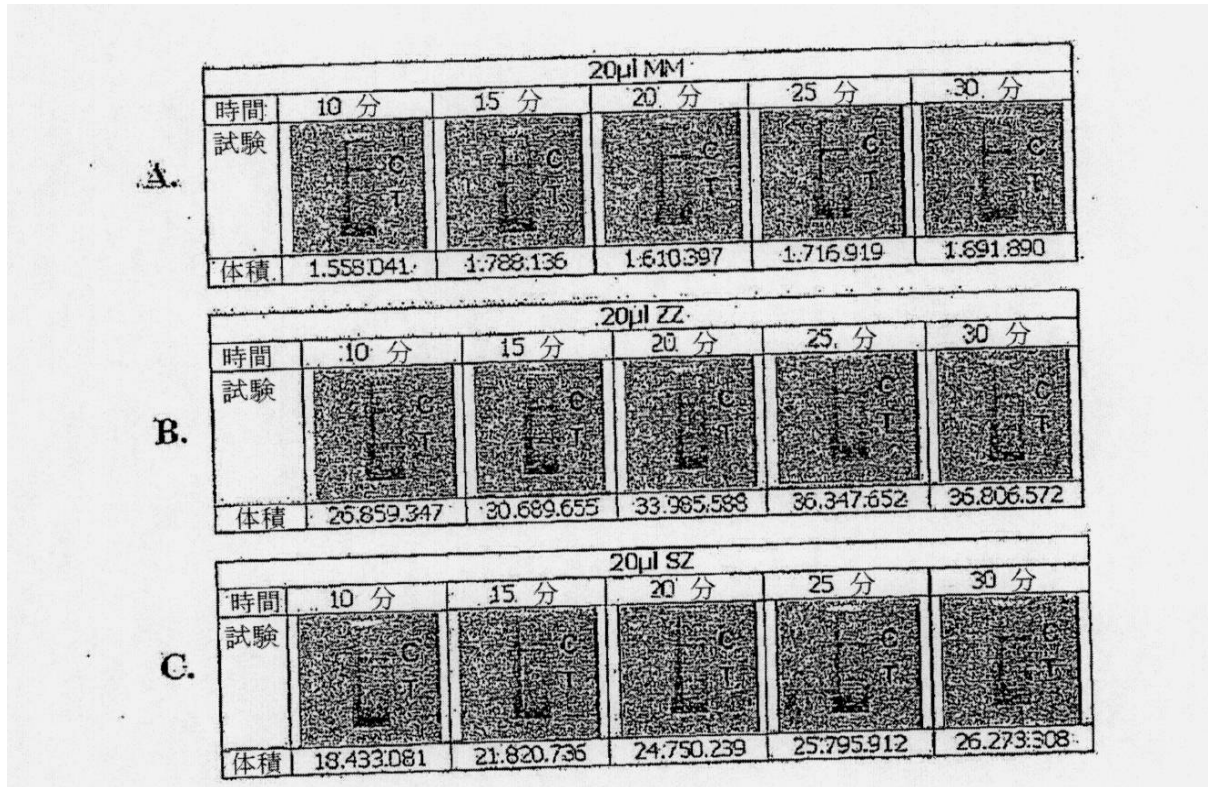 20µl MM
時間 10 分 15 分 20 分 25 分 30 分
A.
試験
C C C C C
T T T T T
体積 1.558.041 1.788.136 1.610.397 1.716.919 1.691.890
20µl ZZ
時間 10 分 15 分 20 分 25 分 30 分
B.
試験
C C C C C
T T T T T
体積 26.859.347 30.689.655 33.985.588 36.347.652 36.806.572
20µl SZ
時間 10 分 15 分 20 分 25 分 30 分
C.
試験
C C C C C
T T T T T
体積 18.433.081 21.820.736 24.750.239 25.795.912 26.273.308